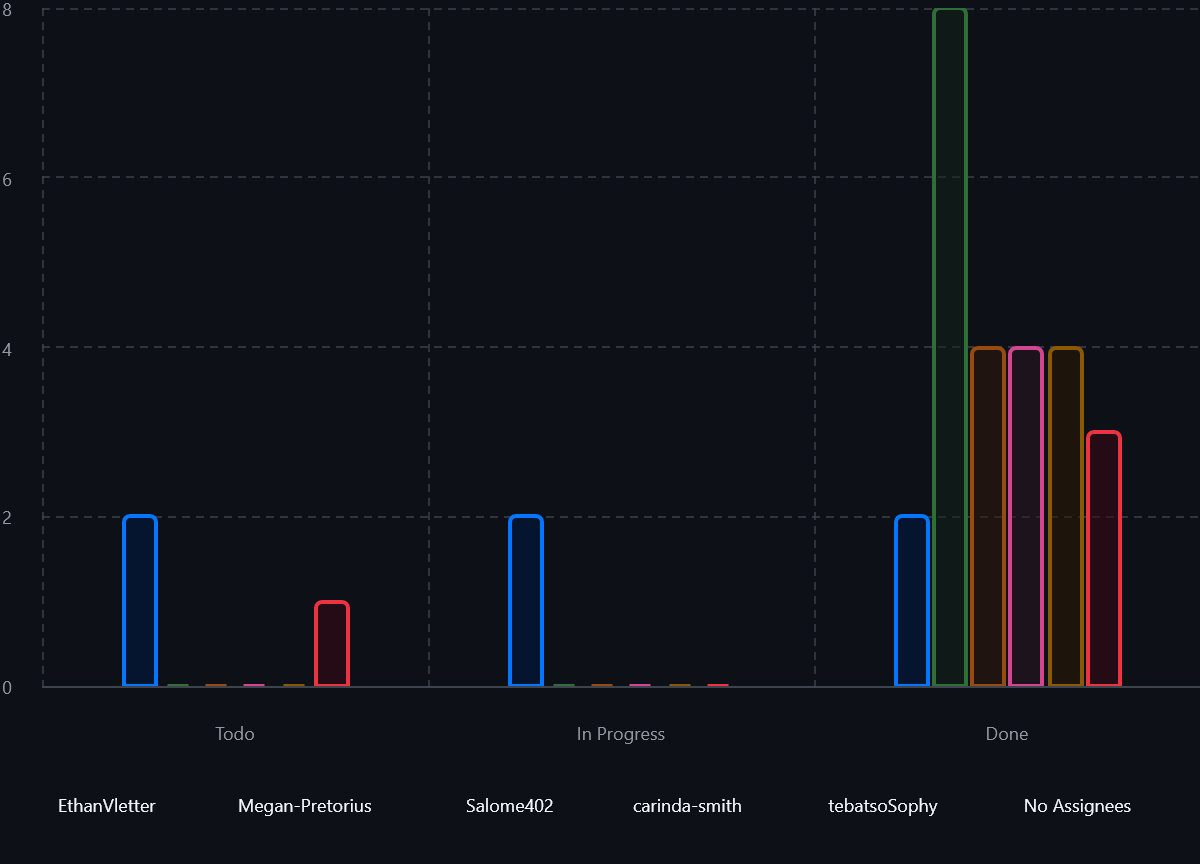 8
6
4
2
0
Todo In Progress Done
EthanVletter Megan-Pretorius Salome402 carinda-smith tebatsoSophy No Assignees